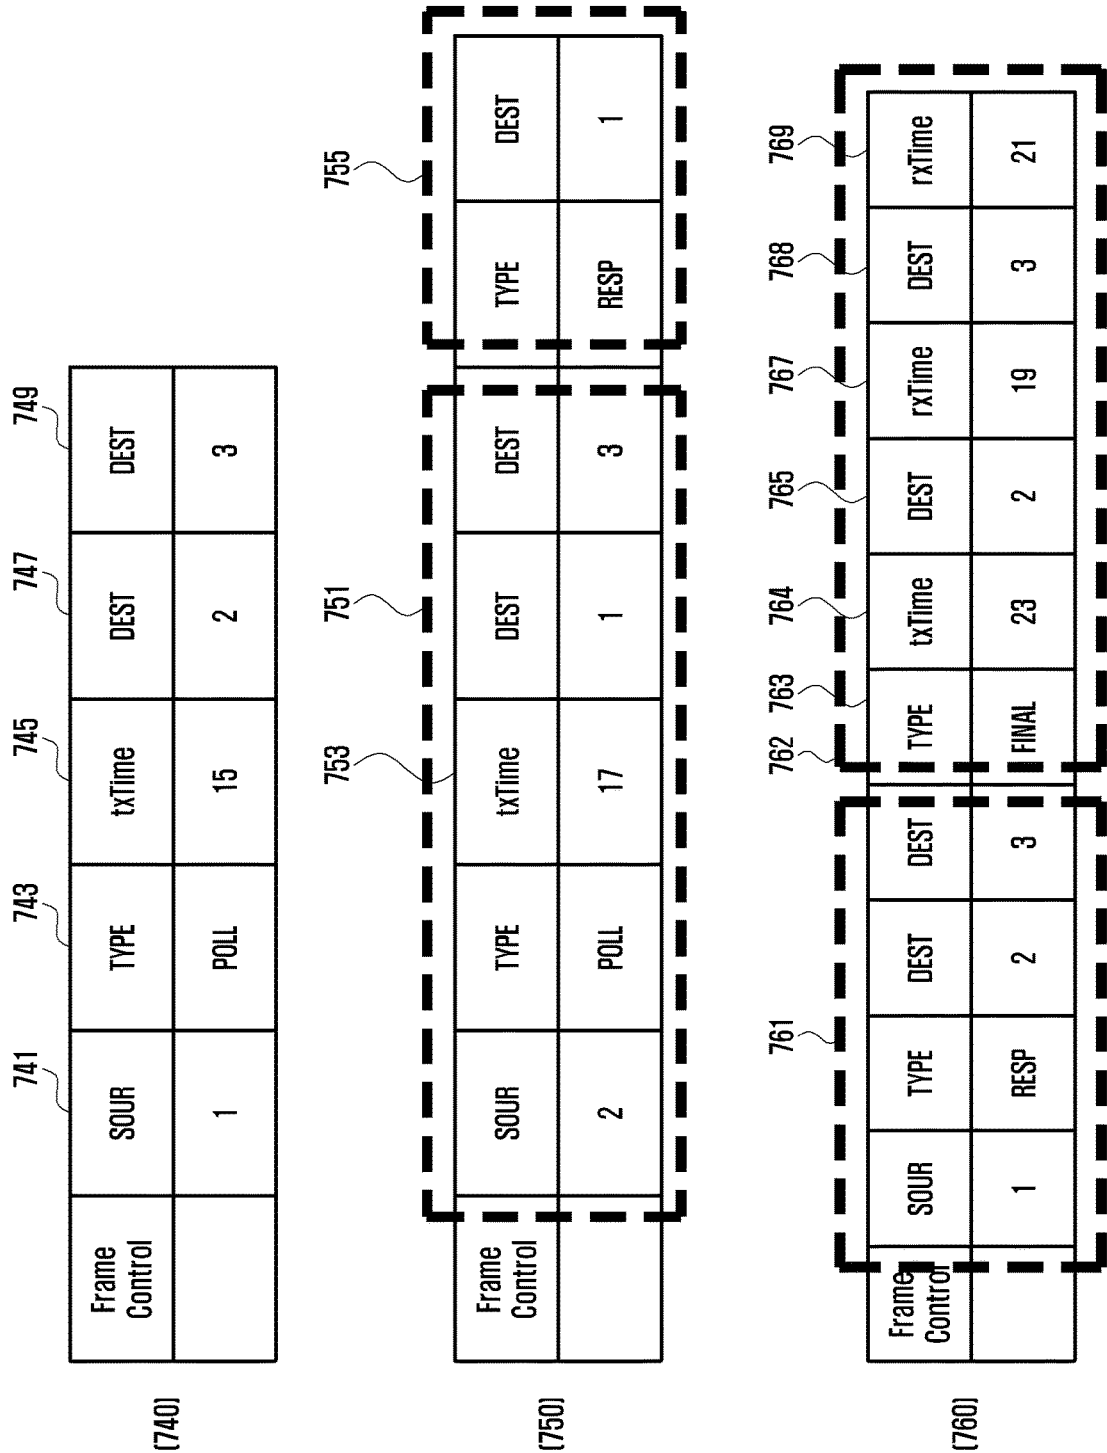 741 743 745 747 749
Frame Control SOUR TYPE txTime DEST DEST
1 POLL 15 2 3
(740)
753 751 755
Frame Control SOUR TYPE txTime DEST DEST TYPE DEST
2 POLL 17 1 3 RESP 1
(750)
761 762 763 764 765 767 768 769
Frame Control SOUR TYPE DEST DEST TYPE txTime DEST rxTime DEST rxTime
1 RESP 2 3 FINAL 23 2 19 3 21
(760)